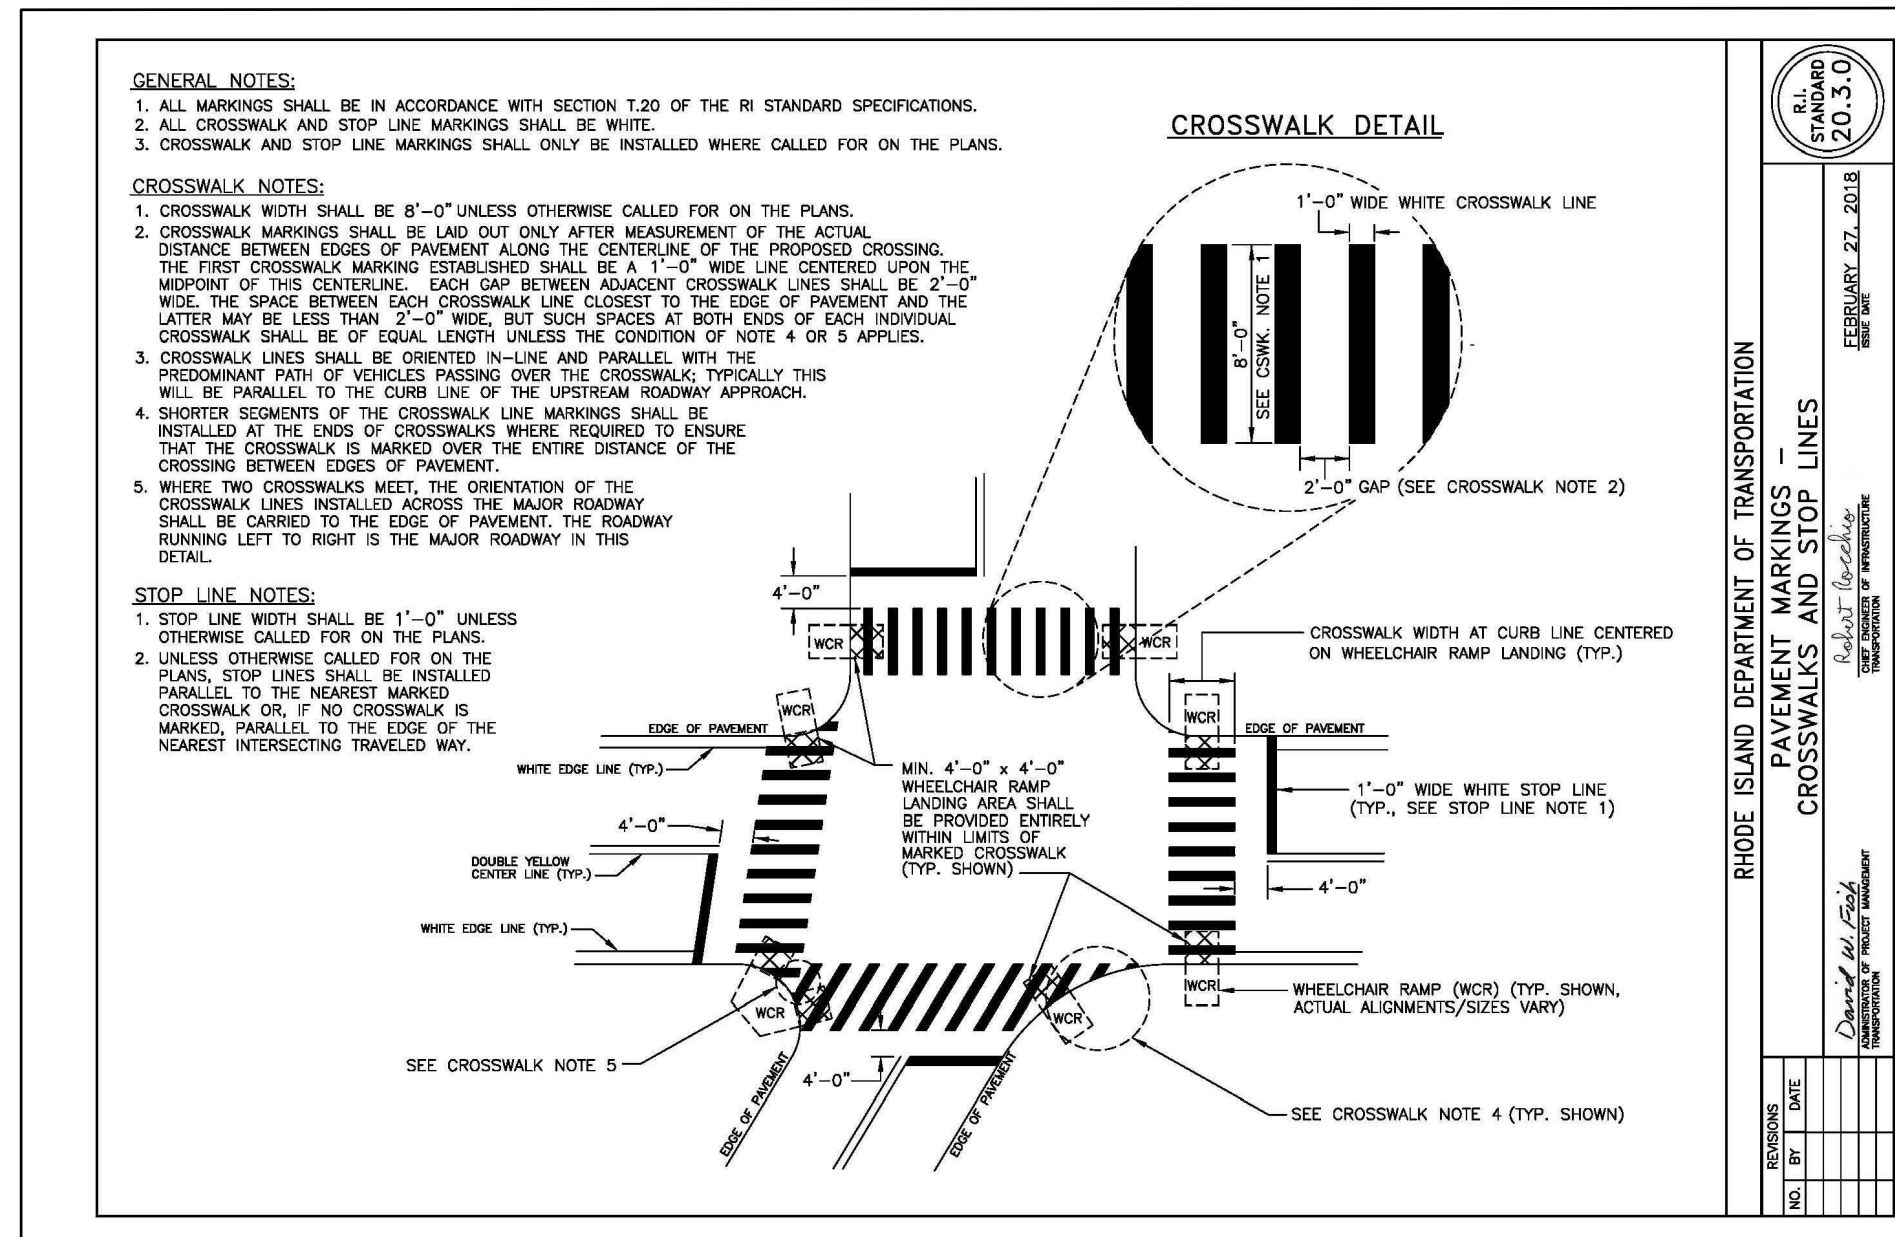 GENERAL NOTES:
1. ALL MARKINGS SHALL BE IN ACCORDANCE WITH SECTION T.20 OF THE RI STANDARD SPECIFICATIONS.
2. ALL CROSSWALK AND STOP LINE MARKINGS SHALL BE WHITE.
3. CROSSWALK AND STOP LINE MARKINGS SHALL ONLY BE INSTALLED WHERE CALLED FOR ON THE PLANS.
CROSSWALK NOTES:
1. CROSSWALK WIDTH SHALL BE 8'-0" UNLESS OTHERWISE CALLED FOR ON THE PLANS.
2. CROSSWALK MARKINGS SHALL BE LAID OUT ONLY AFTER MEASUREMENT OF THE ACTUAL
DISTANCE BETWEEN EDGES OF PAVEMENT ALONG THE CENTERLINE OF THE PROPOSED CROSSING.
THE FIRST CROSSWALK MARKING ESTABLISHED SHALL BE A 1'-0" WIDE LINE CENTERED UPON THE
MIDPOINT OF THIS CENTERLINE. EACH GAP BETWEEN ADJACENT CROSSWALK LINES SHALL BE 2'-0"
WIDE. THE SPACE BETWEEN EACH CROSSWALK LINE CLOSEST TO THE EDGE OF PAVEMENT AND THE
LATTER MAY BE LESS THAN 2'-0" WIDE, BUT SUCH SPACES AT BOTH ENDS OF EACH INDIVIDUAL
CROSSWALK SHALL BE OF EQUAL LENGTH UNLESS THE CONDITION OF NOTE 4 OR 5 APPLIES.
3. CROSSWALK LINES SHALL BE ORIENTED IN-LINE AND PARALLEL WITH THE
PREDOMINANT PATH OF VEHICLES PASSING OVER THE CROSSWALK; TYPICALLY THIS
WILL BE PARALLEL TO THE CURB LINE OF THE UPSTREAM ROADWAY APPROACH.
4. SHORTER SEGMENTS OF THE CROSSWALK LINE MARKINGS SHALL BE
INSTALLED AT THE ENDS OF CROSSWALKS WHERE REQUIRED TO ENSURE
THAT THE CROSSWALK IS MARKED OVER THE ENTIRE DISTANCE OF THE
CROSSING BETWEEN EDGES OF PAVEMENT.
5. WHERE TWO CROSSWALKS MEET, THE ORIENTATION OF THE
CROSSWALK LINES INSTALLED ACROSS THE MAJOR ROADWAY
SHALL BE CARRIED TO THE EDGE OF PAVEMENT. THE ROADWAY
RUNNING LEFT TO RIGHT IS THE MAJOR ROADWAY IN THIS
DETAIL.
STOP LINE NOTES:
1. STOP LINE WIDTH SHALL BE 1'-0" UNLESS
OTHERWISE CALLED FOR ON THE PLANS.
2. UNLESS OTHERWISE CALLED FOR ON THE
PLANS, STOP LINES SHALL BE INSTALLED
PARALLEL TO THE NEAREST MARKED
CROSSWALK OR, IF NO CROSSWALK IS
MARKED, PARALLEL TO THE EDGE OF THE
NEAREST INTERSECTING TRAVELED WAY.
CROSSWALK DETAIL
1'-0" WIDE WHITE CROSSWALK LINE
8'-0"
SEE CSWK. NOTE 1
2'-0" GAP (SEE CROSSWALK NOTE 2)
4'-0"
WCR
WCR
CROSSWALK WIDTH AT CURB LINE CENTERED
ON WHEELCHAIR RAMP LANDING (TYP.)
WCR
WCR
EDGE OF PAVEMENT
EDGE OF PAVEMENT
WHITE EDGE LINE (TYP.)
MIN. 4'-0" x 4'-0"
WHEELCHAIR RAMP
LANDING AREA SHALL
BE PROVIDED ENTIRELY
WITHIN LIMITS OF
MARKED CROSSWALK
(TYP. SHOWN)
1'-0" WIDE WHITE STOP LINE
(TYP., SEE STOP LINE NOTE 1)
4'-0"
DOUBLE YELLOW
CENTER LINE (TYP.)
4'-0"
WHITE EDGE LINE (TYP.)
WCR
WCR
WCR
WHEELCHAIR RAMP (WCR) (TYP. SHOWN,
ACTUAL ALIGNMENTS/SIZES VARY)
SEE CROSSWALK NOTE 5
4'-0"
EDGE OF PAVEMENT
EDGE OF PAVEMENT
SEE CROSSWALK NOTE 4 (TYP. SHOWN)
RHODE ISLAND DEPARTMENT OF TRANSPORTATION
PAVEMENT MARKINGS -
CROSSWALKS AND STOP LINES
R.I.
STANDARD
20.3.0
FEBRUARY 27, 2018
ISSUE DATE
Robert Rocchio
CHIEF ENGINEER OF INFRASTRUCTURE
TRANSPORTATION
David W. Fish
ADMINISTRATOR OF PROJECT MANAGEMENT
TRANSPORTATION
REVISIONS
NO. BY DATE